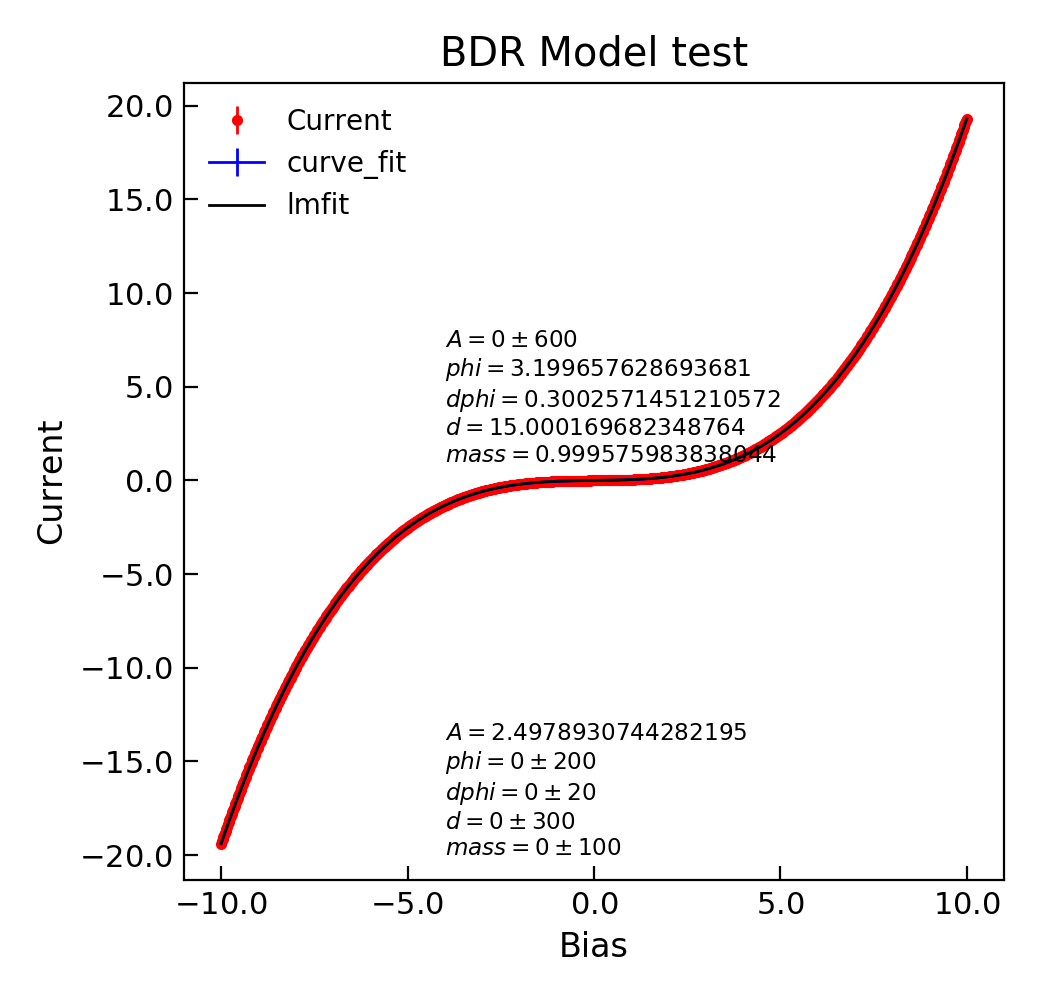 BDR Model test
Current
curve_fit
lmfit
20.0
15.0
10.0
5.0
0.0
−5.0
−10.0
−15.0
−20.0
Current
A = 0 ± 600
phi = 3.199657628693681
dphi = 0.3002571451210572
d = 15.000169682348764
mass = 0.999575983838044
A = 2.4978930744282195
phi = 0 ± 200
dphi = 0 ± 20
d = 0 ± 300
mass = 0 ± 100
−10.0 −5.0 0.0 5.0 10.0
Bias